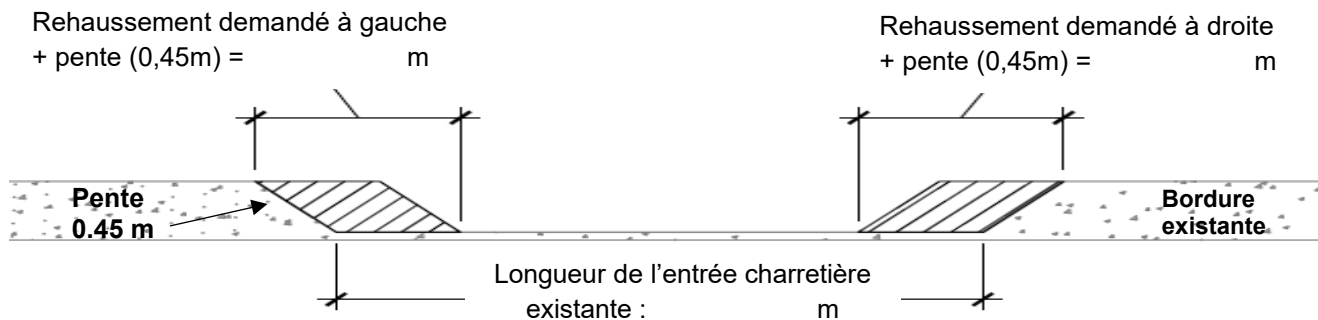 Rehaussement demandé à gauche
+ pente (0,45m) = m
Rehaussement demandé à droite
+ pente (0,45m) = m
Pente
0.45 m
Bordure
existante
Longueur de l’entrée charretière
existante : m